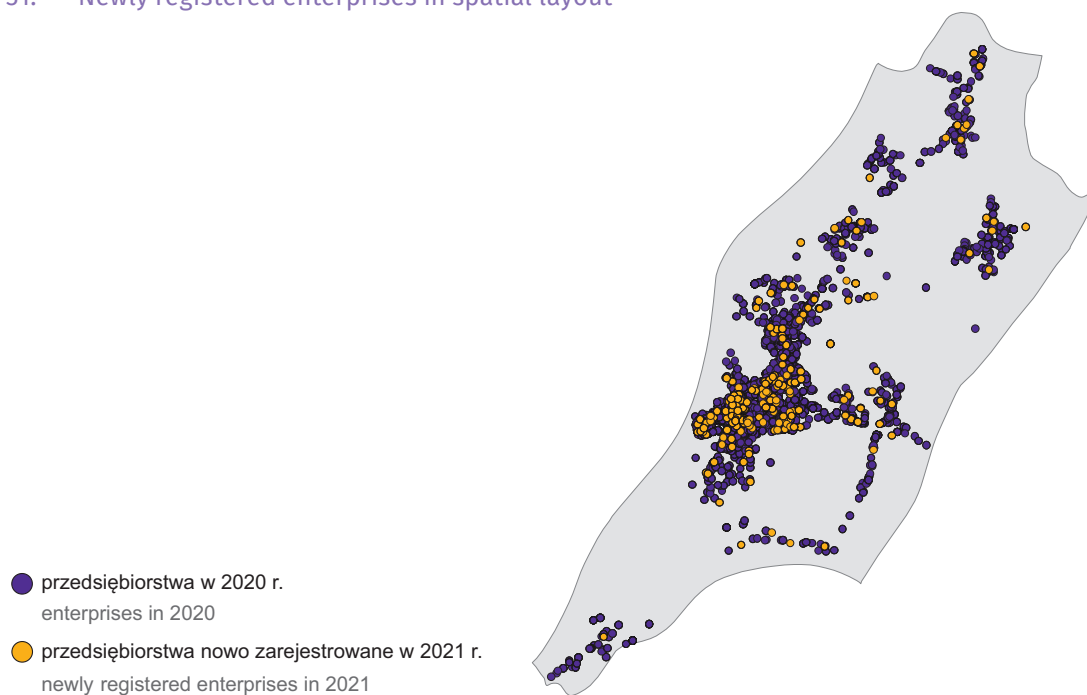 51. Newly registered enterprises in spatial layout
przedsiębiorstwa w 2020 r.
enterprises in 2020
przedsiębiorstwa nowo zarejestrowane w 2021 r.
newly registered enterprises in 2021